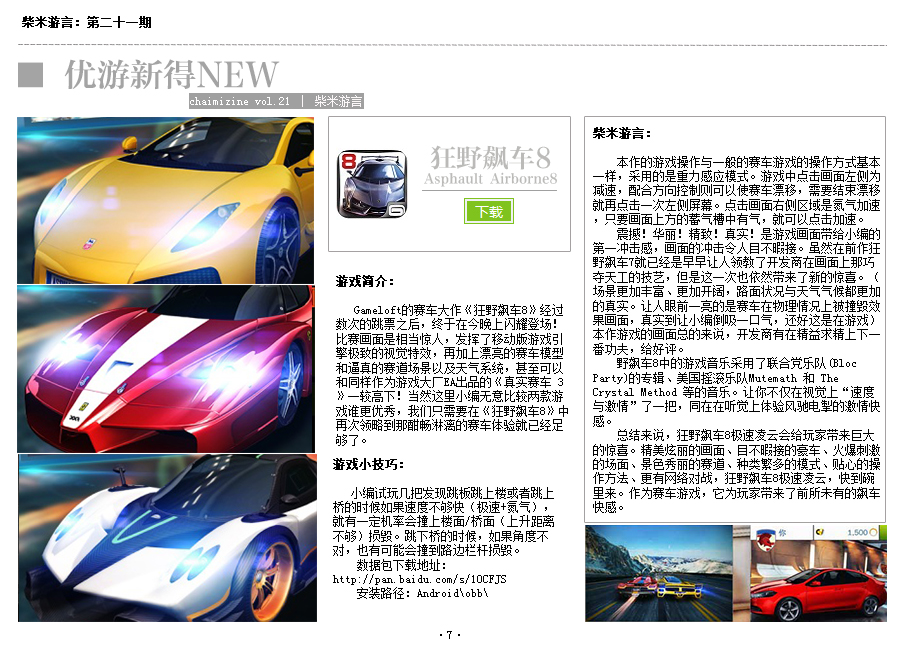 柴米游言：第二十一期
优游新得NEW
chaimizine vol.21 | 柴米游言
8
狂野飙车8
Asphalt Airborne8
下载
游戏简介：
Gameloft的赛车大作《狂野飙车8》经过
数次的跳票之后，终于在今晚上闪耀登场！
比赛画面是相当惊人，发挥了移动版游戏引
擎极致的视觉特效，再加上漂亮的赛车模型
和逼真的赛道场景以及天气系统，甚至可以
和同样作为游戏大厂EA出品的《真实赛车 3
》一较高下！当然这里小编无意比较两款游
戏谁更优秀，我们只需要在《狂野飙车8》中
再次领略到那酣畅淋漓的赛车体验就已经足
够了。
游戏小技巧：
小编试玩几把发现跳板跳上楼或者跳上
桥的时候如果速度不够快（极速+氮气），
就有一定机率会撞上楼面/桥面（上升距离
不够）损毁。跳下桥的时候，如果角度不
对，也有可能会撞到路边栏杆损毁。
数据包下载地址：
http://pan.baidu.com/s/1OCFJS
安装路径：Android\obb\
柴米游言：
本作的游戏操作与一般的赛车游戏的操作方式基本
一样，采用的是重力感应模式。游戏中点击画面左侧为
减速，配合方向控制则可以使赛车漂移，需要结束漂移
就再点击一次左侧屏幕。点击画面右侧区域是氮气加速
，只要画面上方的蓄气槽中有气，就可以点击加速。
震撼！华丽！精致！真实！是游戏画面带给小编的
第一冲击感，画面的冲击令人目不暇接。虽然在前作狂
野飙车7就已经是早早让人领教了开发商在画面上那巧
夺天工的技艺，但是这一次也依然带来了新的惊喜。（
场景更加丰富、更加开阔，路面状况与天气气候都更加
的真实。让人眼前一亮的是赛车在物理情况上被撞毁效
果画面，真实到让小编倒吸一口气，还好这是在游戏）
本作游戏的画面总的来说，开发商有在精益求精上下一
番功夫，给好评。
野飙车8中的游戏音乐采用了联合党乐队(Bloc
Party)的专辑、美国摇滚乐队Mutemath 和 The
Crystal Method 等的音乐。让你不仅在视觉上“速度
与激情”了一把，同在在听觉上体验风驰电掣的激情快
感。
总结来说，狂野飙车8极速凌云会给玩家带来巨大
的惊喜。精美炫丽的画面、目不暇接的豪车、火爆刺激
的场面、景色秀丽的赛道、种类繁多的模式、贴心的操
作方法、更有网络对战，狂野飙车8极速凌云，快到碗
里来。作为赛车游戏，它为玩家带来了前所未有的飙车
快感。
你
1,500
·7·